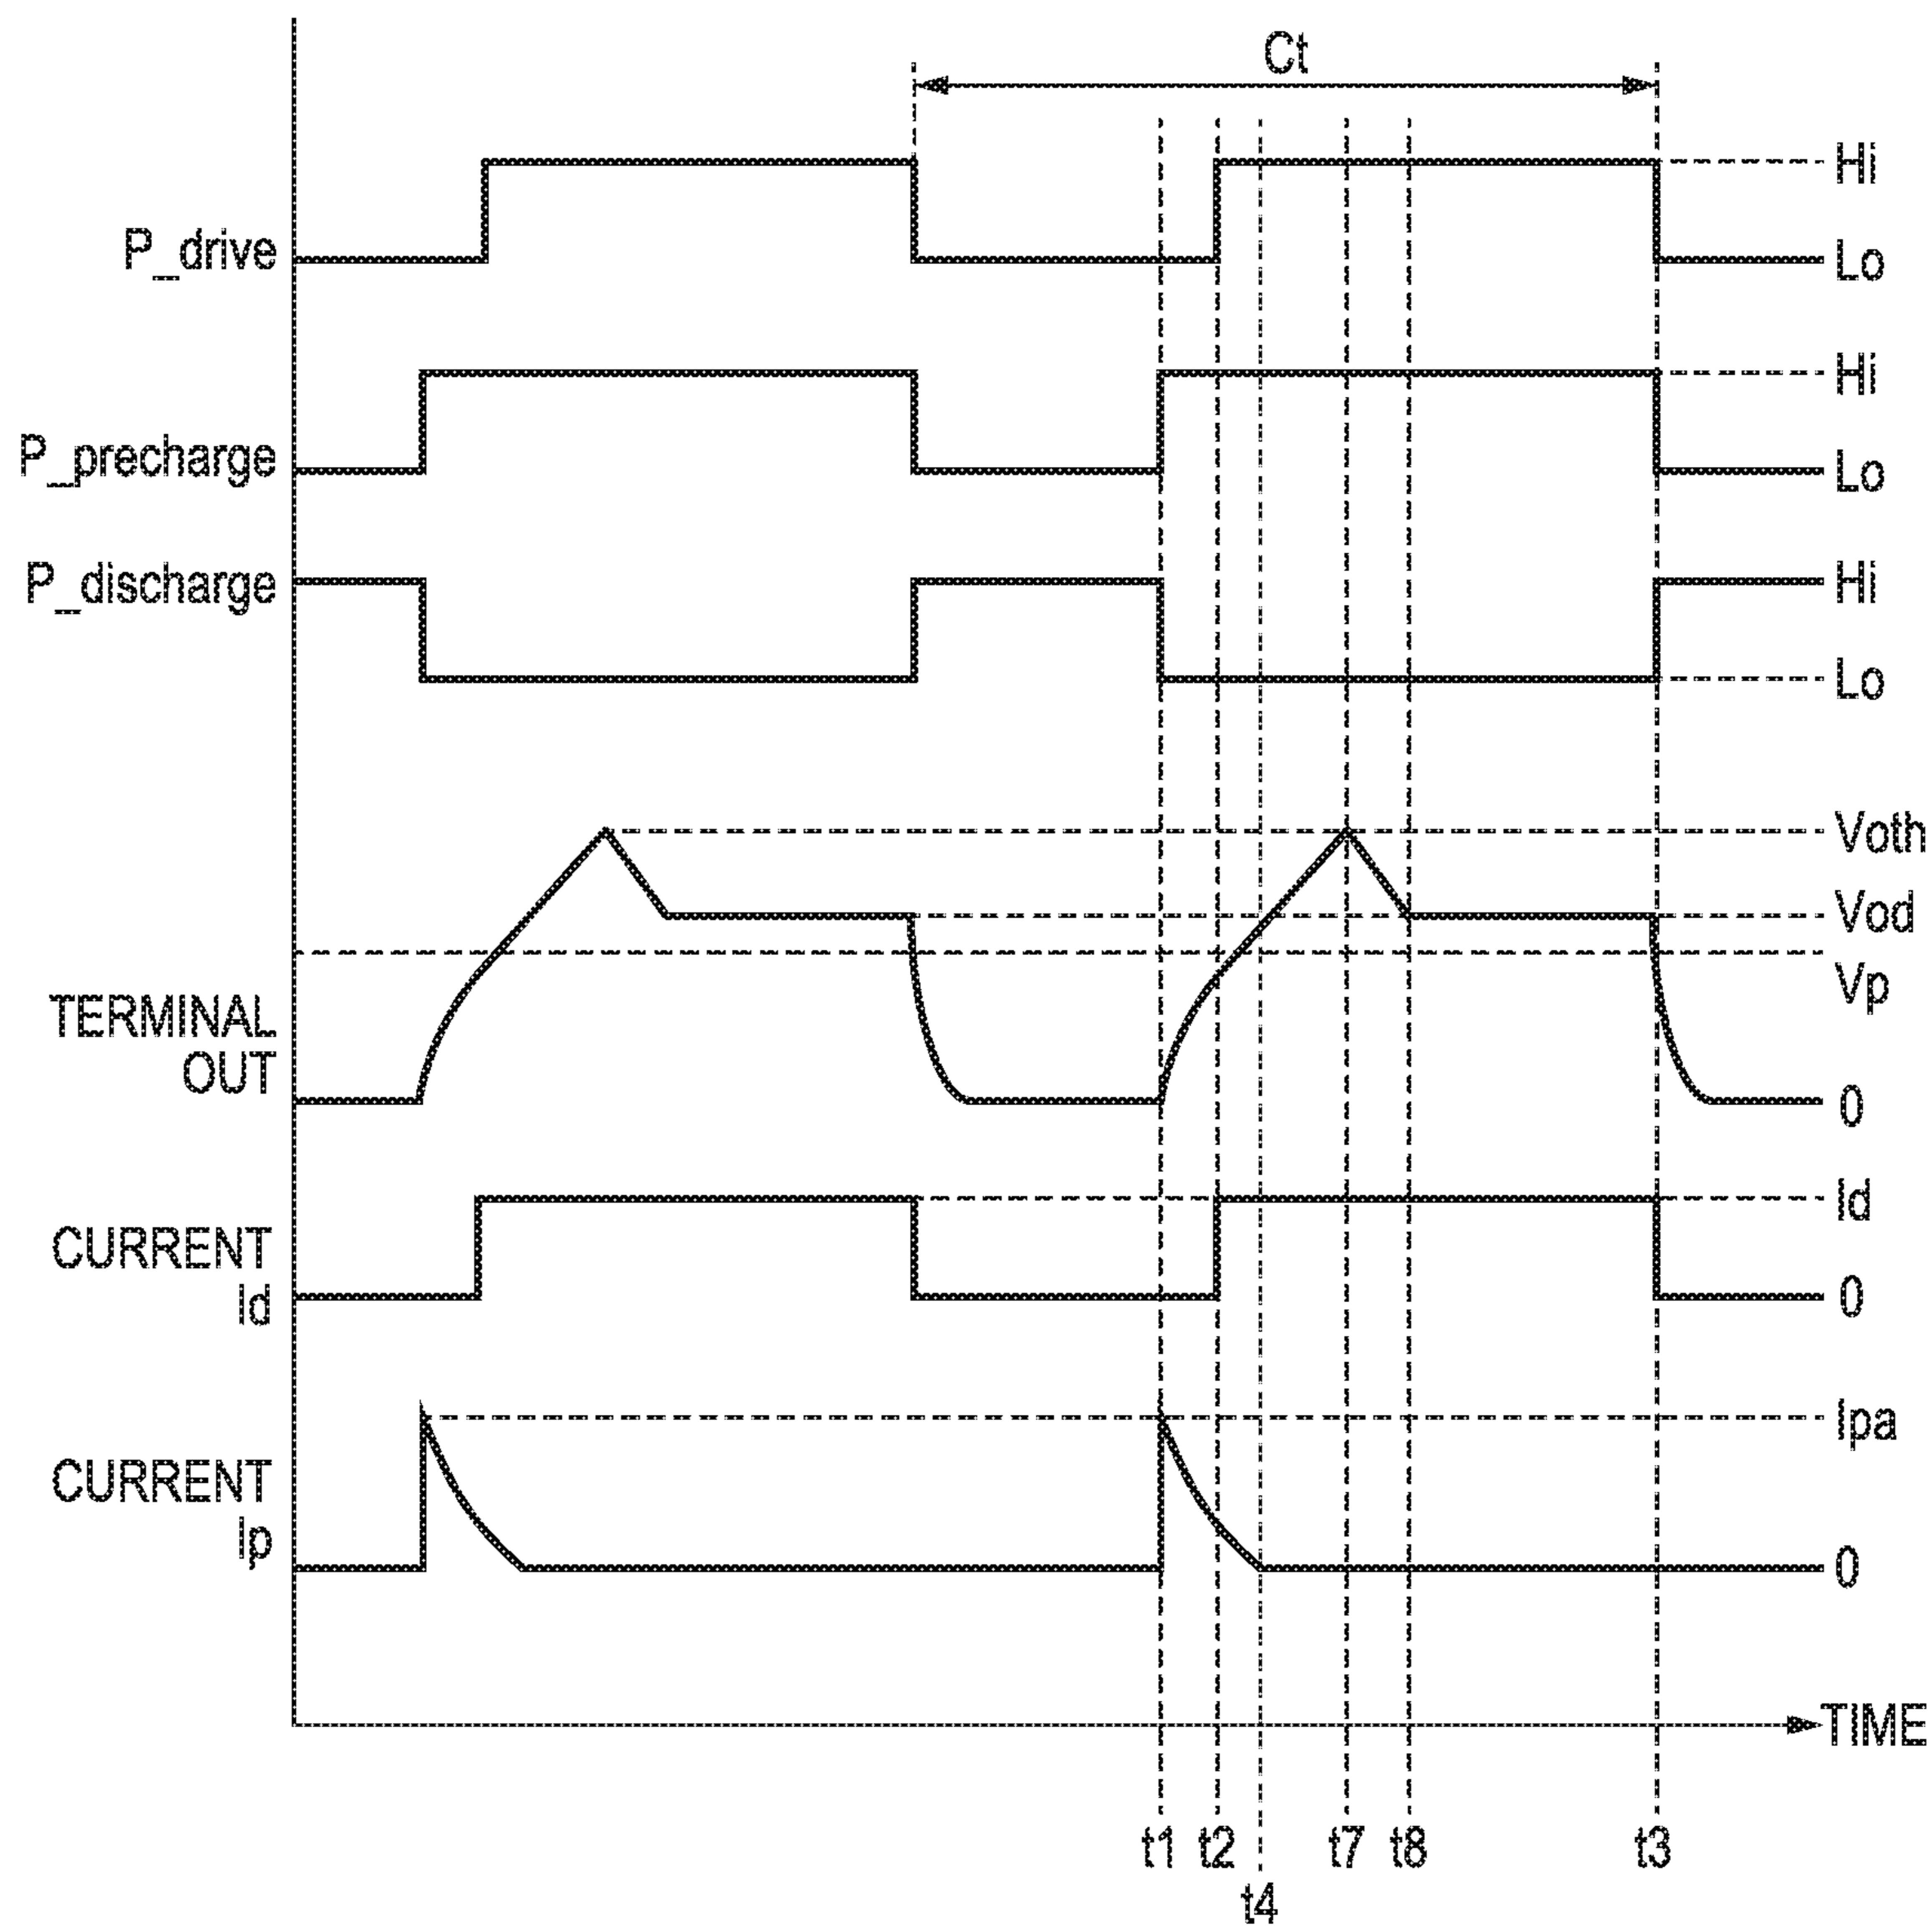 Ct
Hi
P_drive
Lo
Hi
P_precharge
Lo
P_discharge
Hi
Lo
Voth
Vod
Vp
TERMINAL
OUT
0
Id
CURRENT
Id
0
Ipa
CURRENT
Ip
0
TIME
t1 t2 t7 t8 t3
t4